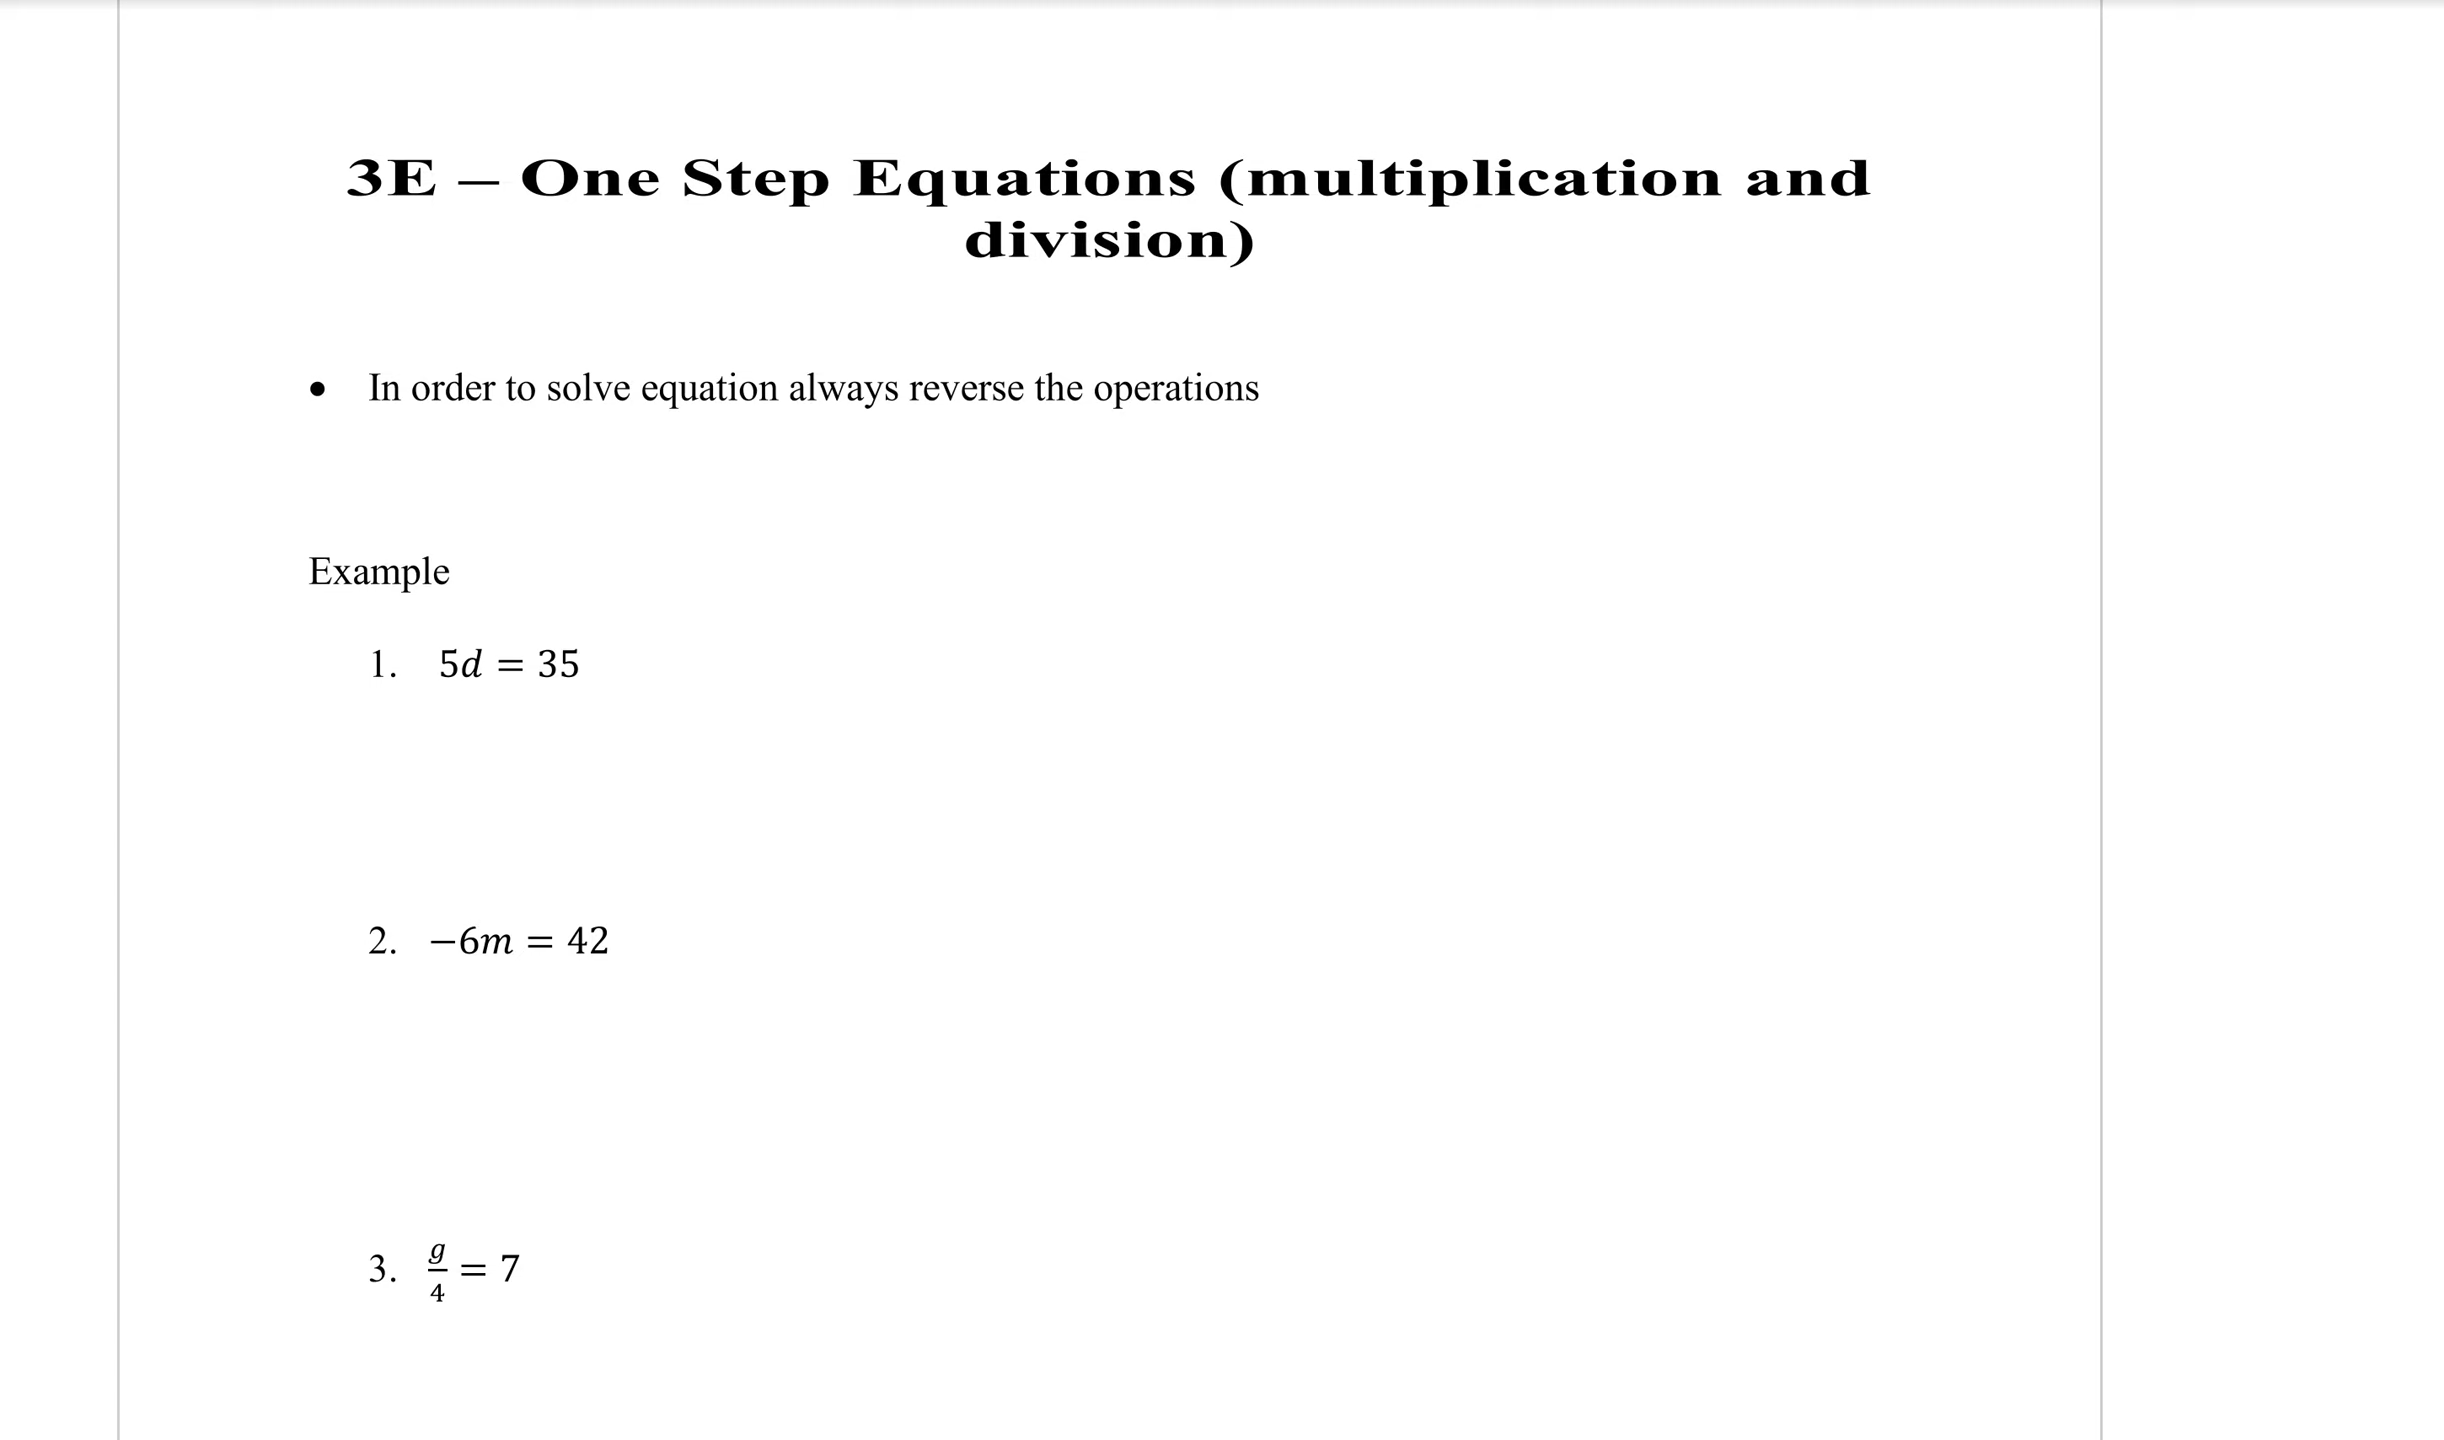 3E – One Step Equations (multiplication and
division)
• In order to solve equation always reverse the operations
Example
1. 5d = 35
2. −6m = 42
3. g/4 = 7